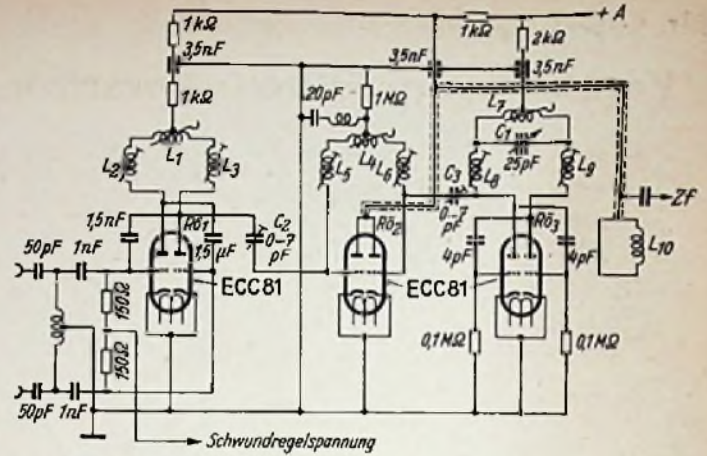 +A
1kΩ
1kΩ
2kΩ
3,5nF
3,5nF
3,5nF
1kΩ
20pF
1MΩ
L7
L1
C1
L2
L3
L5
L4
L6
C3
L8
25pF
L9
1,5nF
Rö1
C2
0-7
pF
Rö2
0-7
pF
Rö3
ZF
50pF
1nF
1,5
µF
4pF
4pF
L10
ECC81
ECC81
150Ω
150Ω
0,1MΩ
0,1MΩ
50pF
1nF
Schwundregelspannung